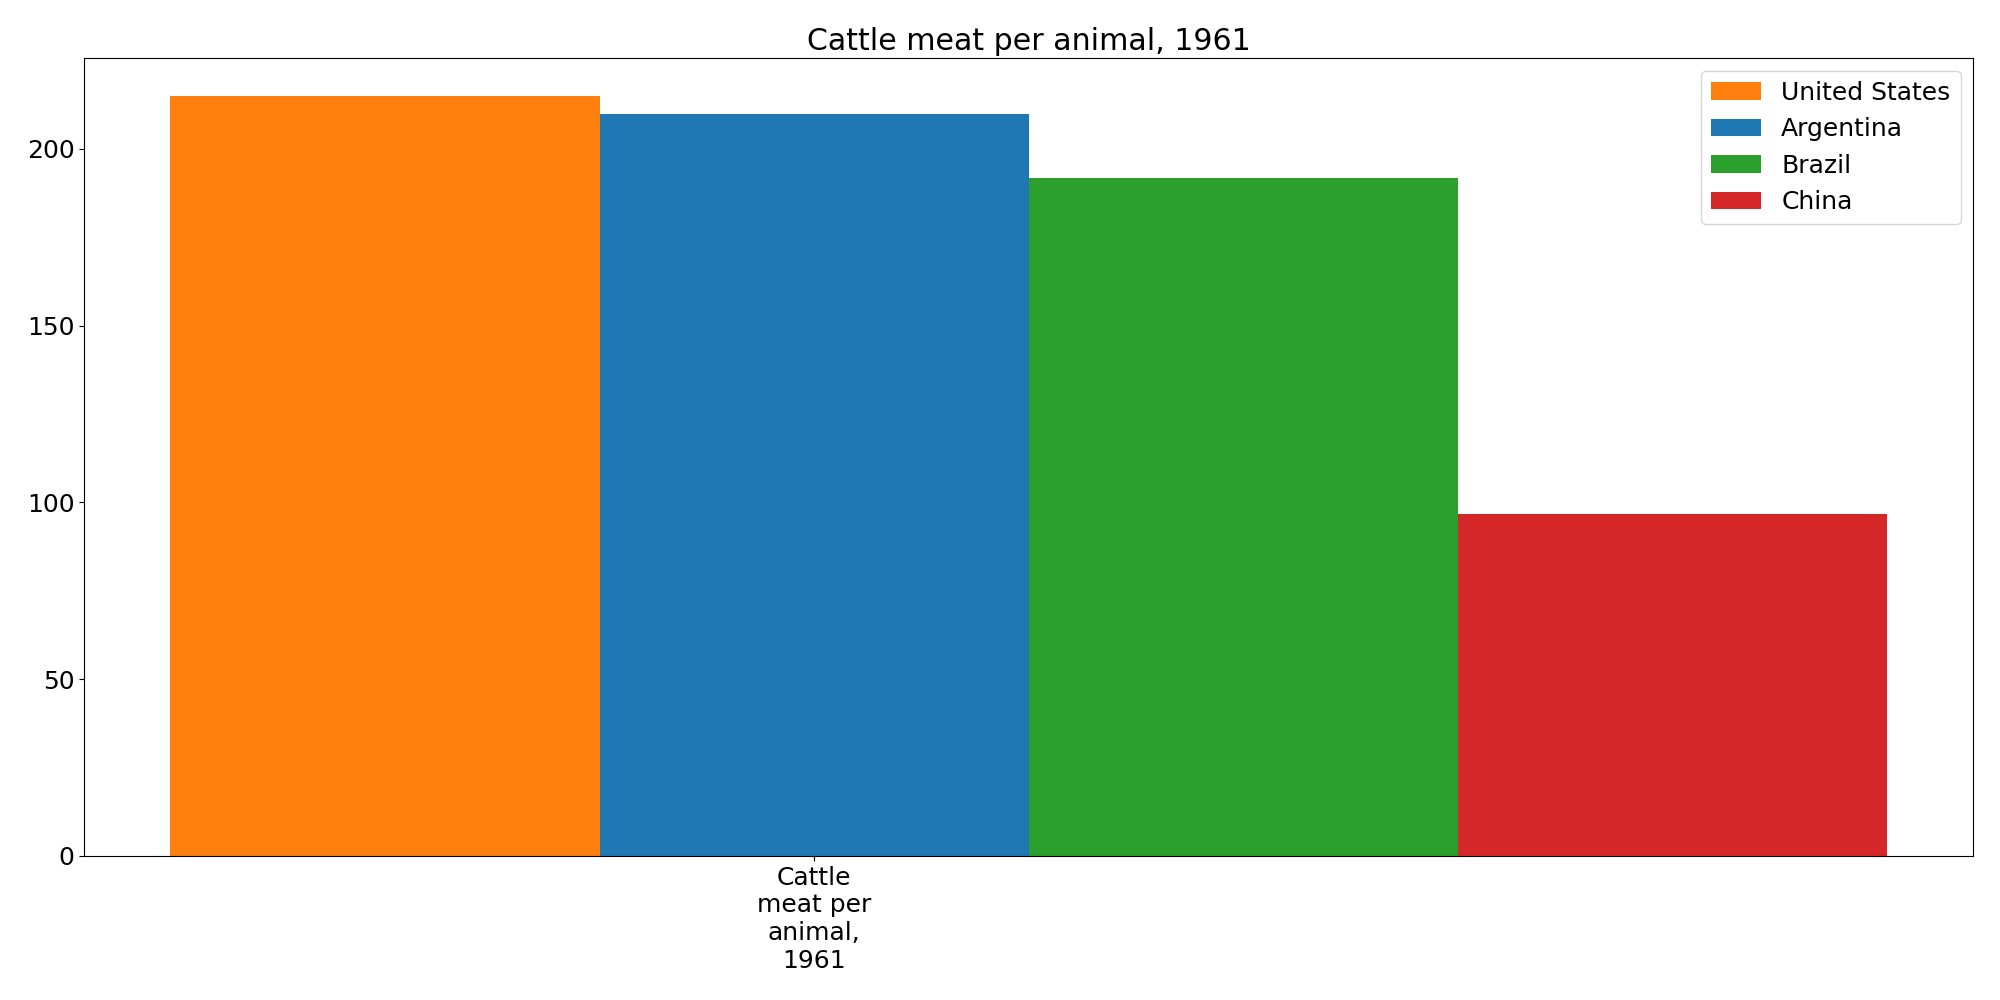 Cattle meat per animal, 1961
United States
Argentina
Brazil
China
200
150
100
50
0
Cattle
meat per
animal,
1961